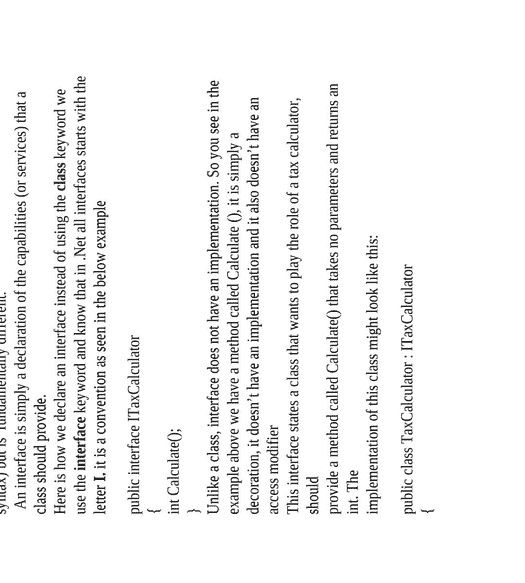 syntax) but is fundamentally different.
An interface is simply a declaration of the capabilities (or services) that a
class should provide.
Here is how we declare an interface instead of using the class keyword we
use the interface keyword and know that in .Net all interfaces starts with the
letter I, it is a convention as seen in the below example
public interface ITaxCalculator
{
int Calculate();
}
Unlike a class, interface does not have an implementation. So you see in the
example above we have a method called Calculate (), it is simply a
decoration, it doesn't have an implementation and it also doesn't have an
access modifier
This interface states a class that wants to play the role of a tax calculator,
should
provide a method called Calculate() that takes no parameters and returns an
int. The
implementation of this class might look like this:
public class TaxCalculator : ITaxCalculator
{